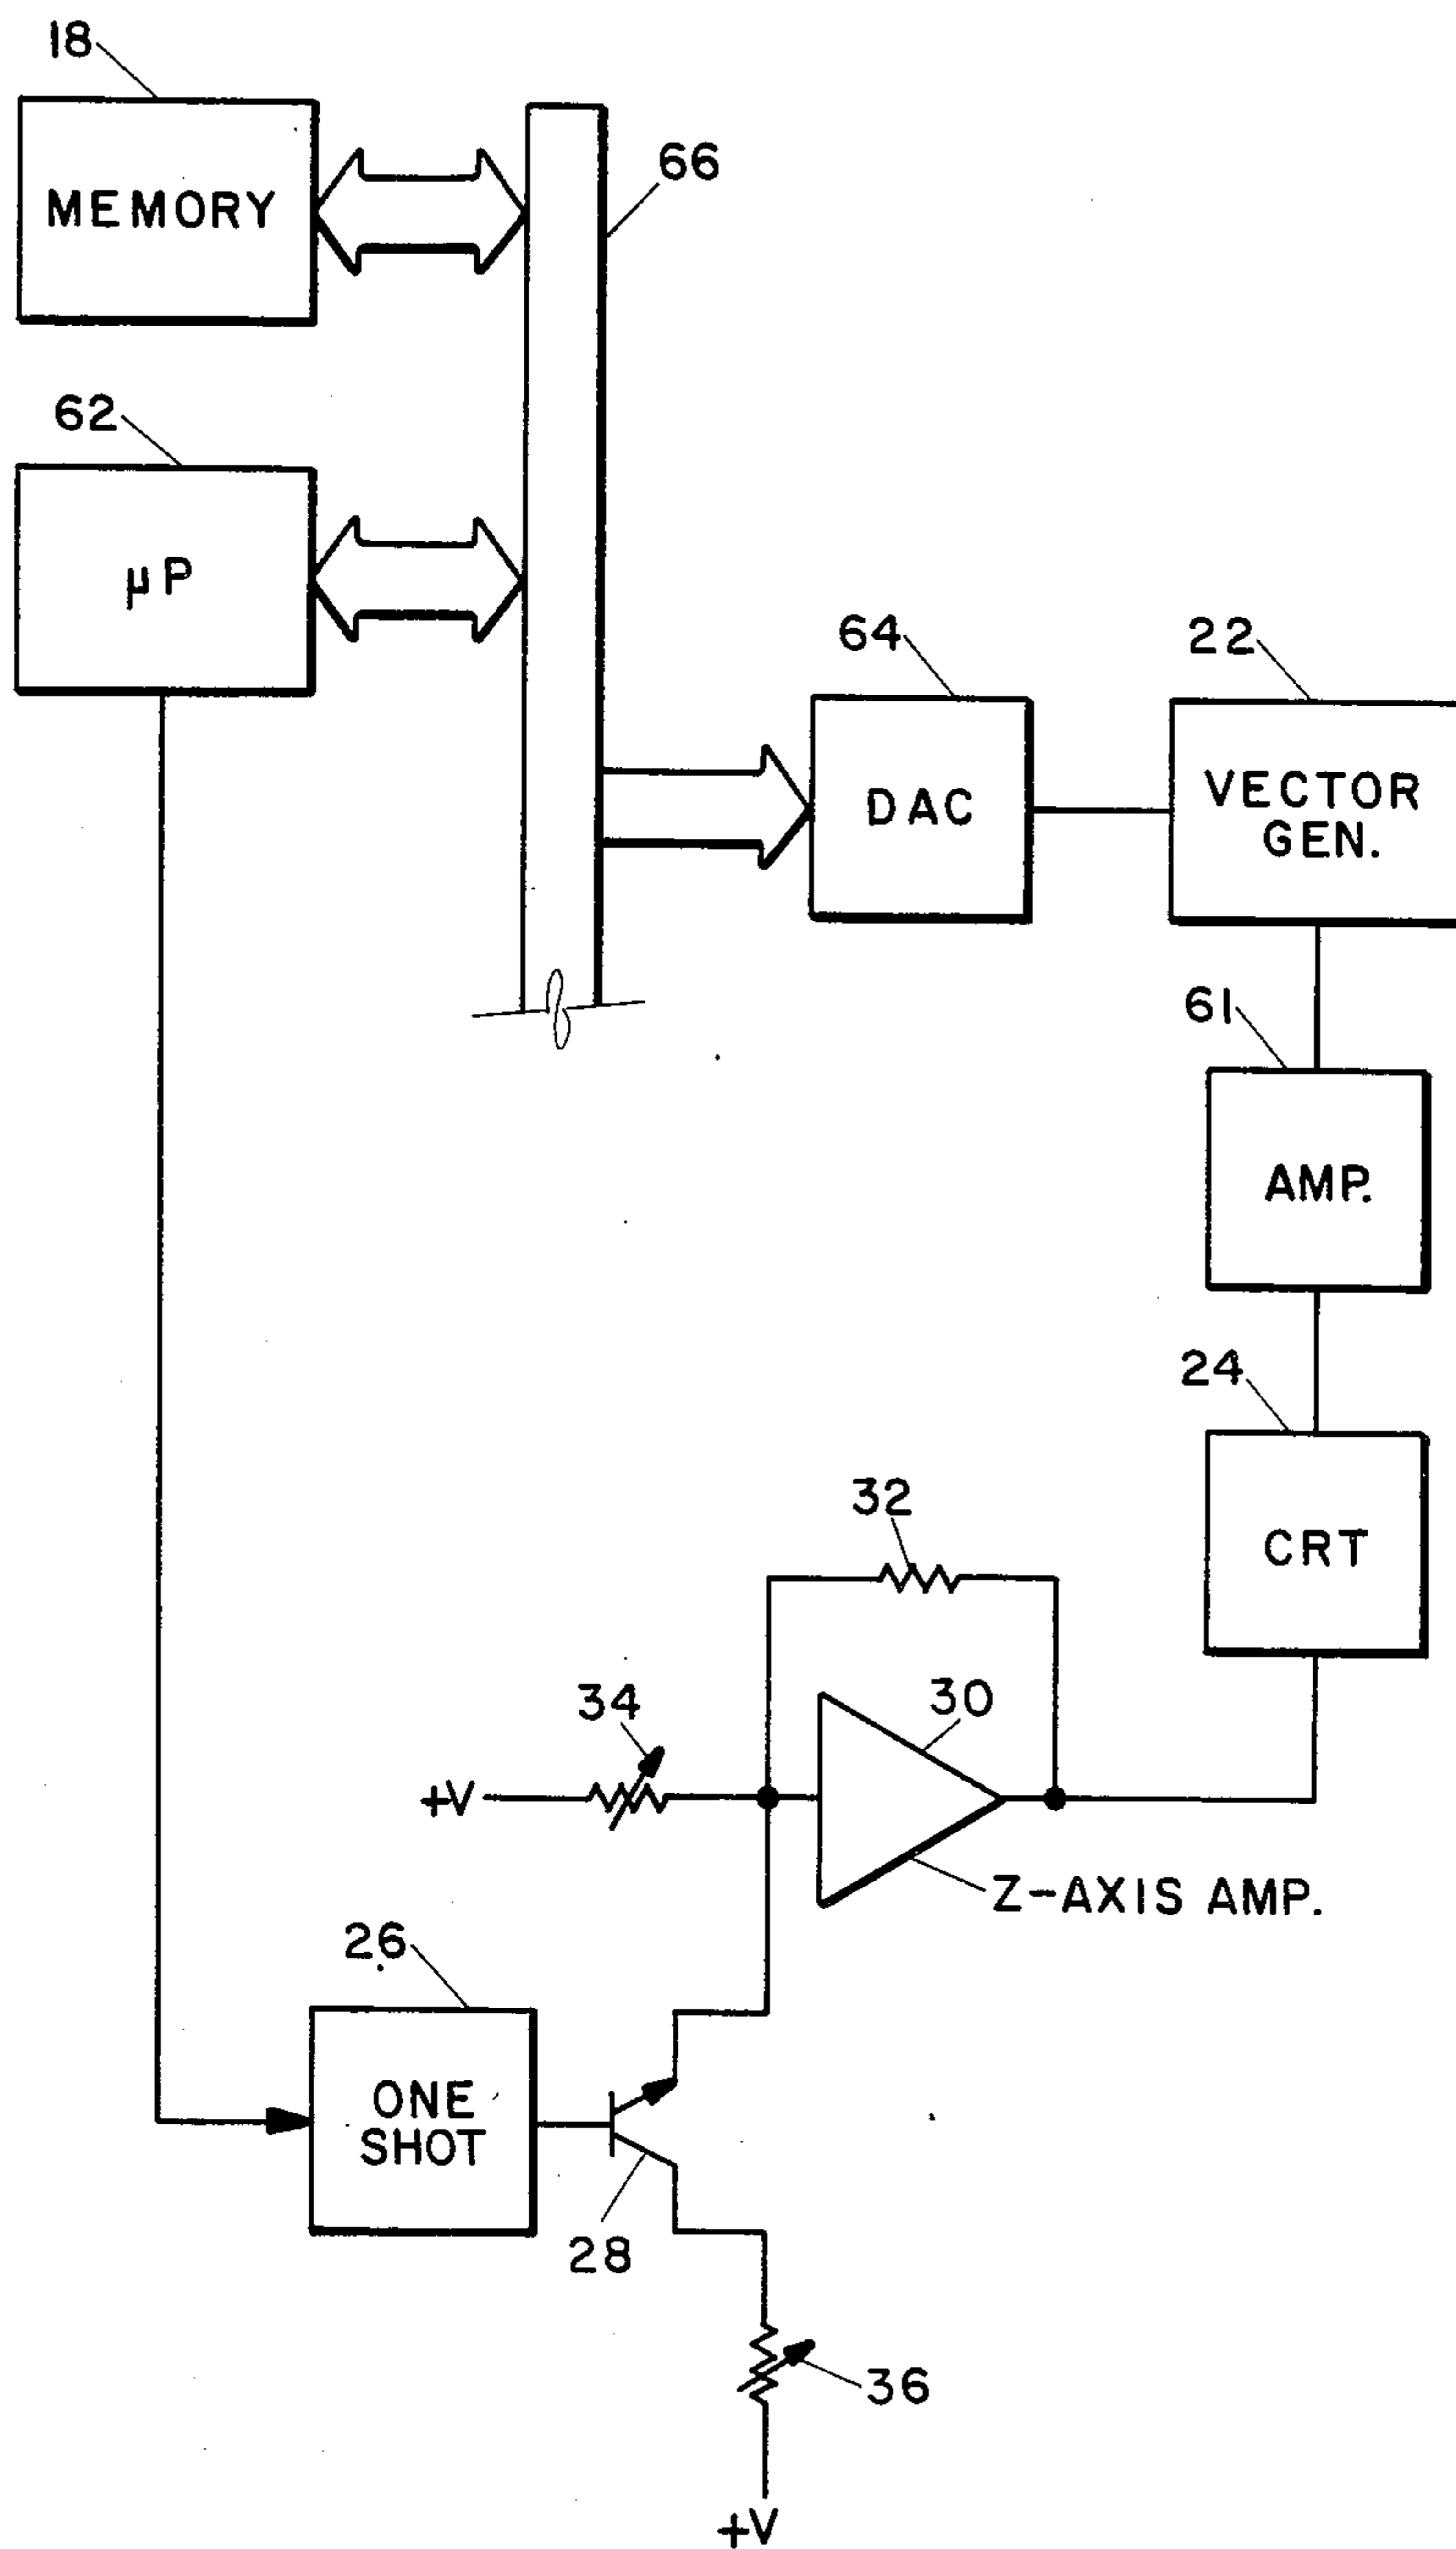 18
MEMORY
66
62
μP
64
DAC
22
VECTOR
GEN.
61
AMP.
24
CRT
32
34
30
+V
Z-AXIS AMP.
26
ONE
SHOT
28
36
+V